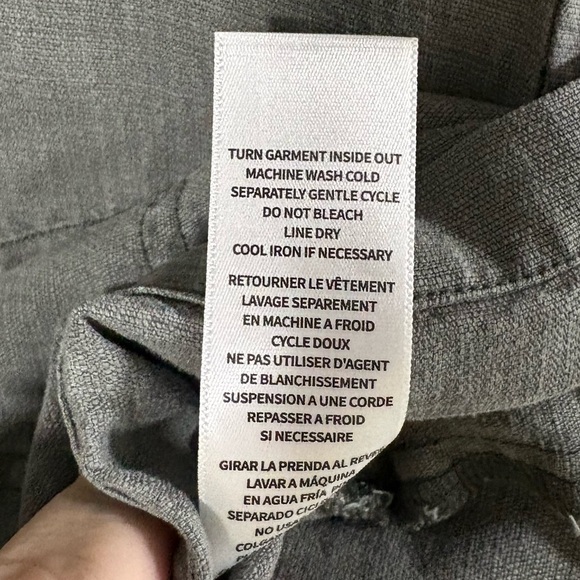 TURN GARMENT INSIDE OUT
MACHINE WASH COLD
SEPARATELY GENTLE CYCLE
DO NOT BLEACH
LINE DRY
COOL IRON IF NECESSARY
RETOURNER LE VÊTEMENT
LAVAGE SEPAREMENT
EN MACHINE A FROID
CYCLE DOUX
NE PAS UTILISER D'AGENT
DE BLANCHISSEMENT
SUSPENSION A UNE CORDE
REPASSER A FROID
SI NECESSAIRE
GIRAR LA PRENDA AL
LAVAR A MÁQUINA
EN AGUA FRÍA
SEPARADO
NO